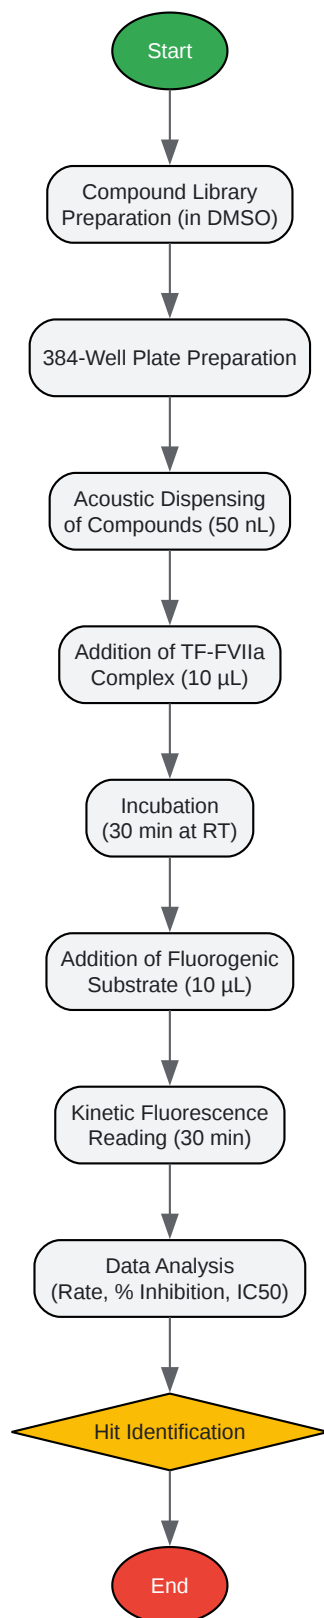 Start
Compound Library
Preparation (in DMSO)
384-Well Plate Preparation
Acoustic Dispensing
of Compounds (50 nL)
Addition of TF-FVIIa
Complex (10 µL)
Incubation
(30 min at RT)
Addition of Fluorogenic
Substrate (10 µL)
Kinetic Fluorescence
Reading (30 min)
Data Analysis
(Rate, % Inhibition, IC50)
Hit Identification
End